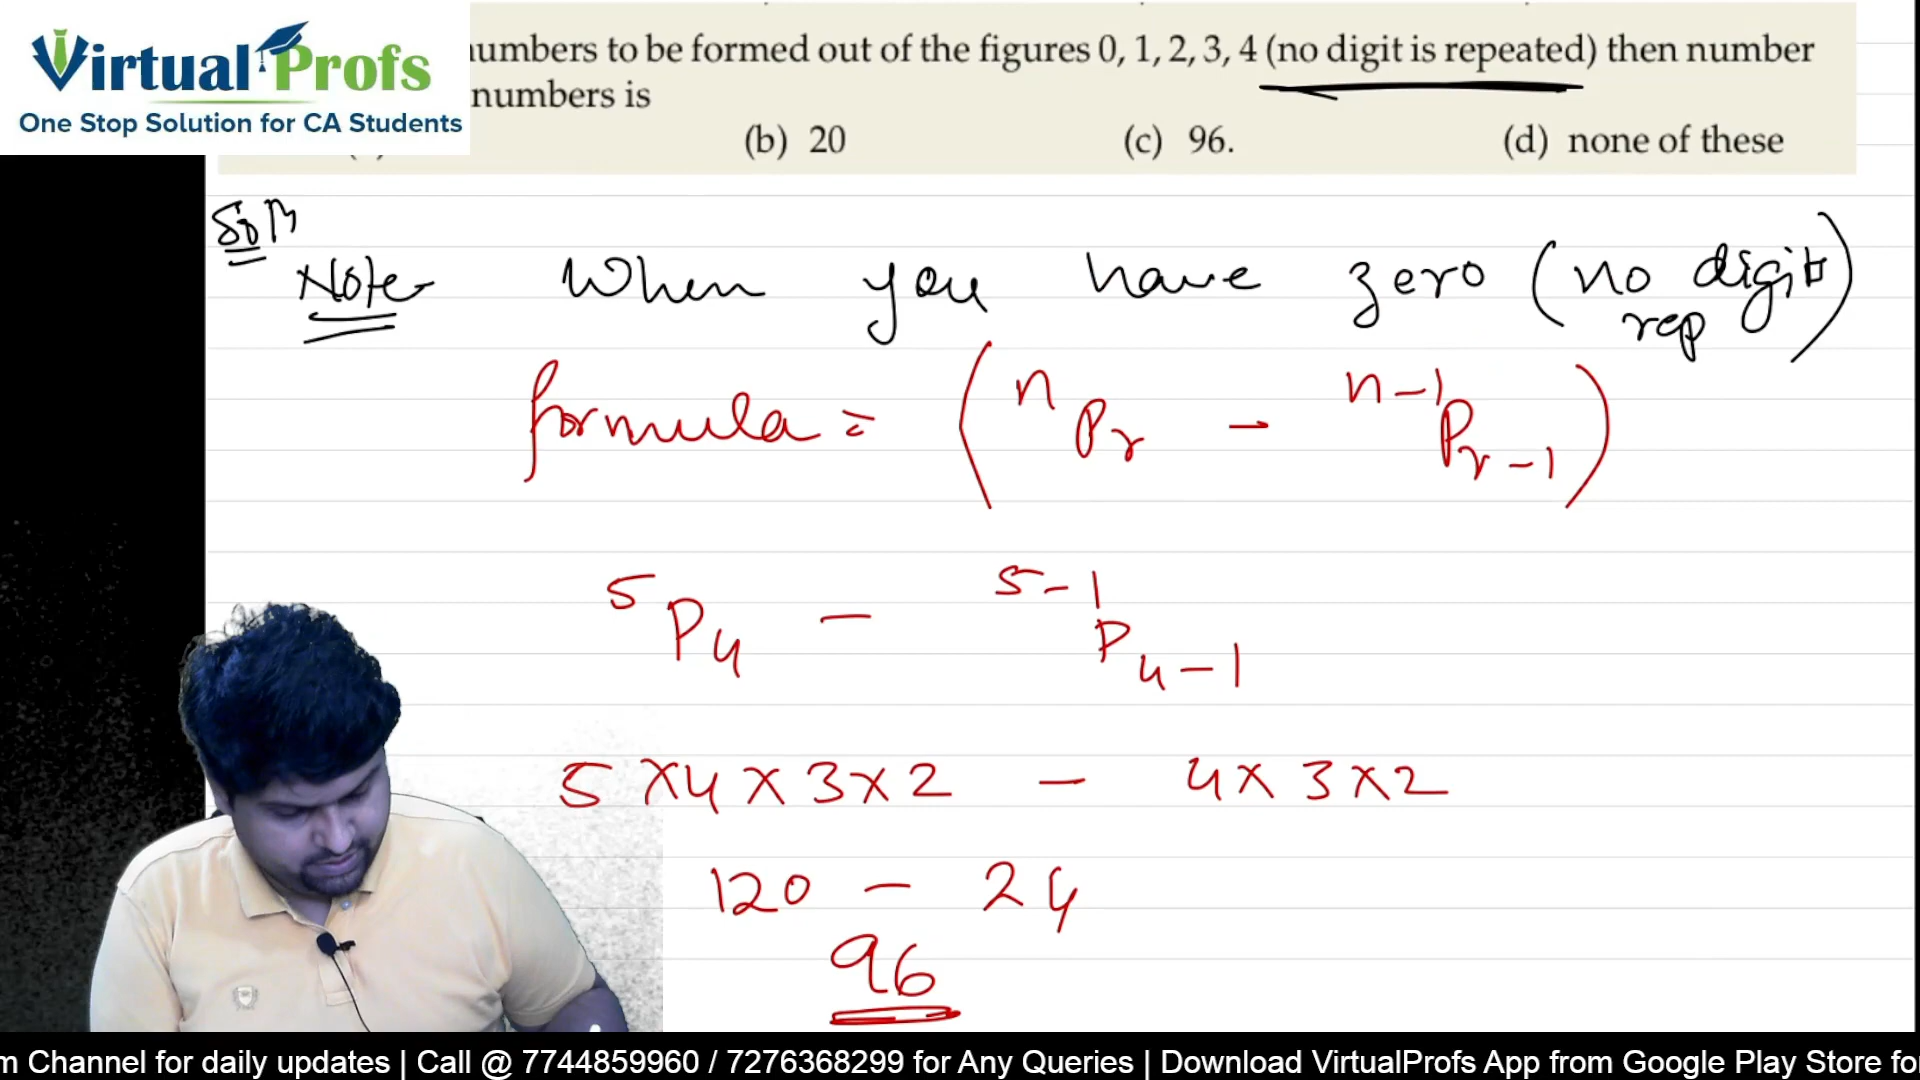 Virtual Profs
One Stop Solution for CA Students
numbers to be formed out of the figures 0, 1, 2, 3, 4 (no digit is repeated) then number
numbers is
(b) 20 (c) 96. (d) none of these
Soln
Note When you have zero (no digit rep)
formula = (nPr - n-1Pr-1)
5P4 - 5-1P4-1
5 × 4 × 3 × 2 - 4 × 3 × 2
120 - 24
96
m Channel for daily updates | Call @ 7744859960 / 7276368299 for Any Queries | Download VirtualProfs App from Google Play Store fo